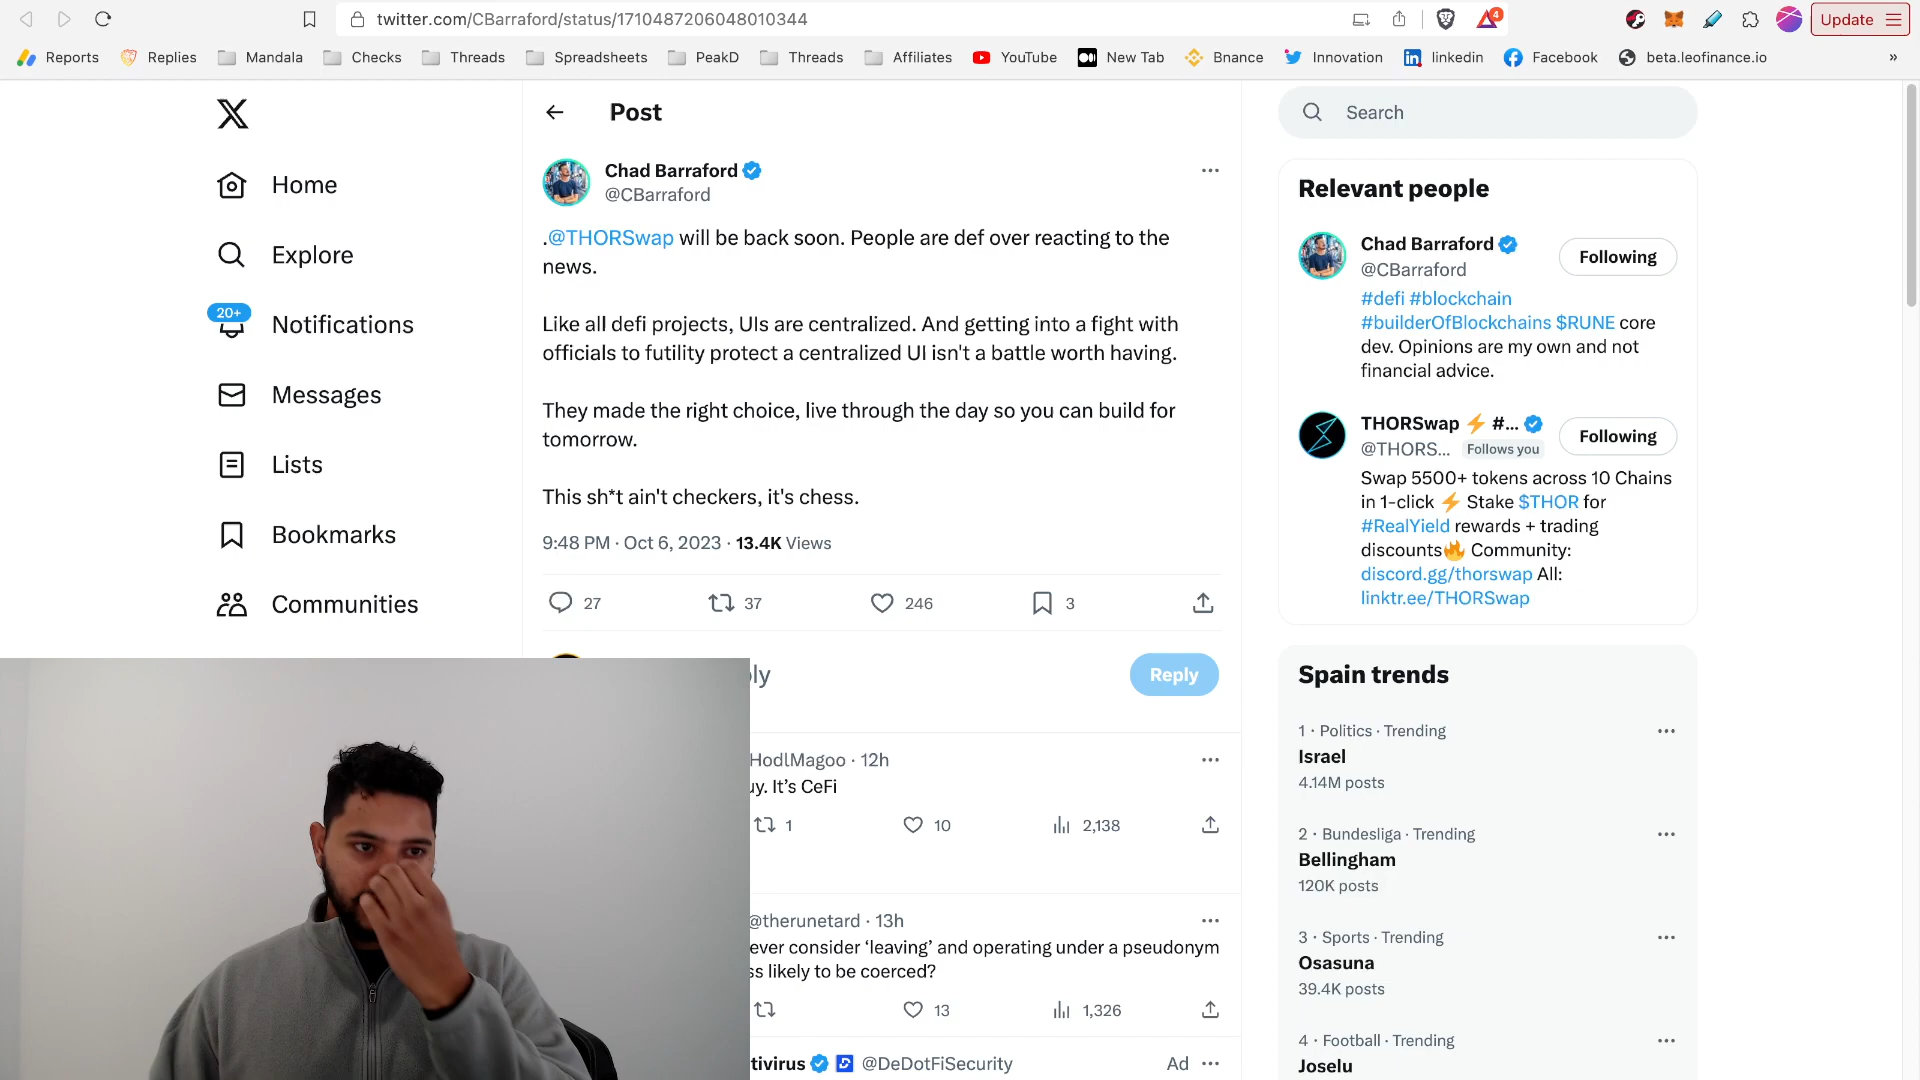 twitter.com/CBarraford/status/1710487206048010344
4
Update
Reports
Replies
Mandala
Checks
Threads
Spreadsheets
PeakD
Threads
Affiliates
YouTube
New Tab
Bnance
Innovation
linkedin
Facebook
beta.leofinance.io
»
Home
Explore
20+
Notifications
Messages
Lists
Bookmarks
Communities
Post
Chad Barraford
@CBarraford
.@THORSwap will be back soon. People are def over reacting to the
news.
Like all defi projects, UIs are centralized. And getting into a fight with
officials to futility protect a centralized UI isn't a battle worth having.
They made the right choice, live through the day so you can build for
tomorrow.
This sh*t ain't checkers, it's chess.
9:48 PM · Oct 6, 2023 · 13.4K Views
27
37
246
3
Reply
HodlMagoo · 12h
It's CeFi
1
10
2,138
@therunetard · 13h
ever consider ‘leaving’ and operating under a pseudonym
likely to be coerced?
13
1,326
tivirus @DeDotFiSecurity
Ad
Search
Relevant people
Chad Barraford
@CBarraford
Following
#defi #blockchain
#builderOfBlockchains $RUNE core
dev. Opinions are my own and not
financial advice.
THORSwap ⚡ #...
@THORS... Follows you
Following
Swap 5500+ tokens across 10 Chains
in 1-click ⚡ Stake $THOR for
#RealYield rewards + trading
discounts🔥 Community:
discord.gg/thorswap All:
linktr.ee/THORSwap
Spain trends
1 · Politics · Trending
Israel
4.14M posts
2 · Bundesliga · Trending
Bellingham
120K posts
3 · Sports · Trending
Osasuna
39.4K posts
4 · Football · Trending
Joselu